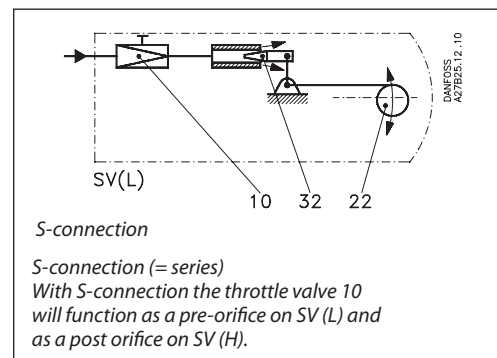 DANFOSS
A27B25.12.10
SV(L)
10 32 22
S-connection
S-connection (= series)
With S-connection the throttle valve 10
will function as a pre-orifice on SV (L) and
as a post orifice on SV (H).